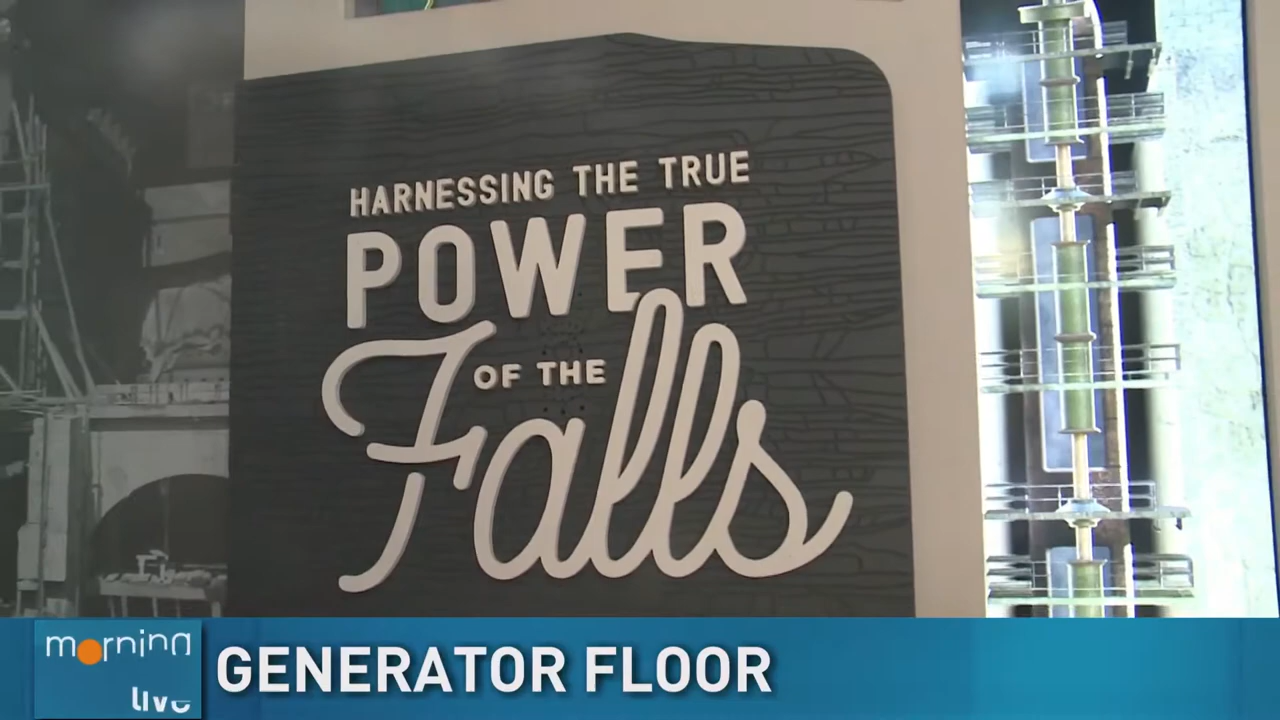 HARNESSING THE TRUE
POWER
OF THE
Falls
morning
live
GENERATOR FLOOR